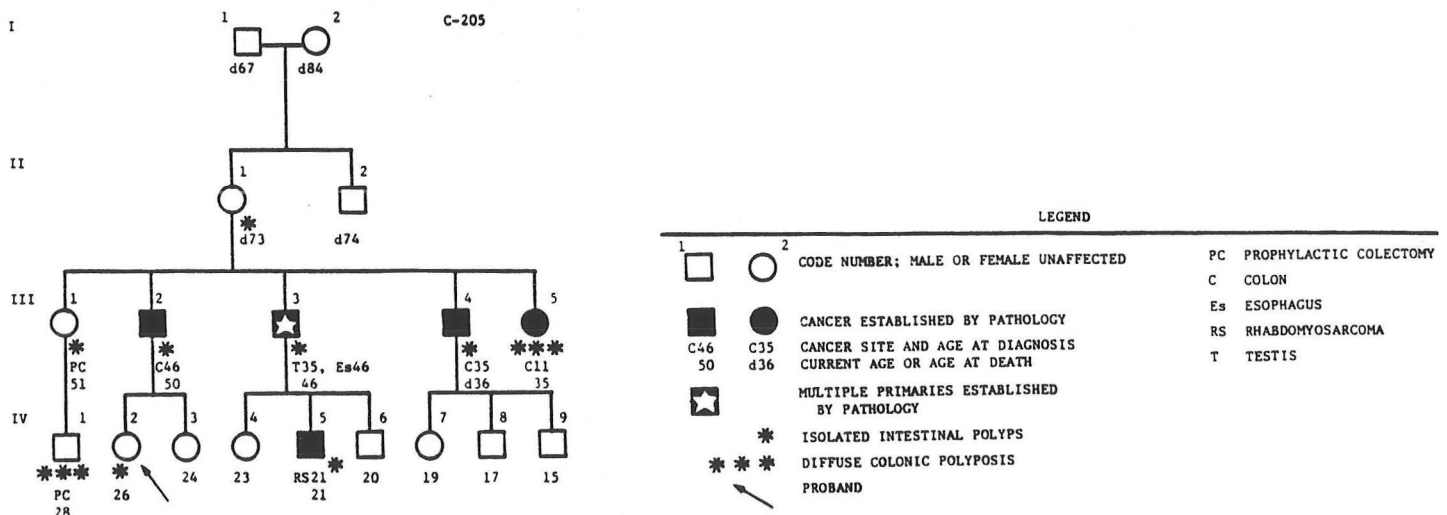 I 1 2 C-205
d67 d84
II 1 2
d73 d74
III 1 2 3 4 5
PC C46 T35, Es46 C35 C11
51 50 46 d36 35
IV 1 2 3 4 5 6 7 8 9
26 24 23 RS21 20 19 17 15
PC 21
28
LEGEND
1 2 CODE NUMBER; MALE OR FEMALE UNAFFECTED
CANCER ESTABLISHED BY PATHOLOGY
C46 C35 CANCER SITE AND AGE AT DIAGNOSIS
50 d36 CURRENT AGE OR AGE AT DEATH
MULTIPLE PRIMARIES ESTABLISHED
BY PATHOLOGY
ISOLATED INTESTINAL POLYPS
DIFFUSE COLONIC POLYPOSIS
PROBAND
PC PROPHYLACTIC COLECTOMY
C COLON
Es ESOPHAGUS
RS RHABDOMYOSARCOMA
T TESTIS